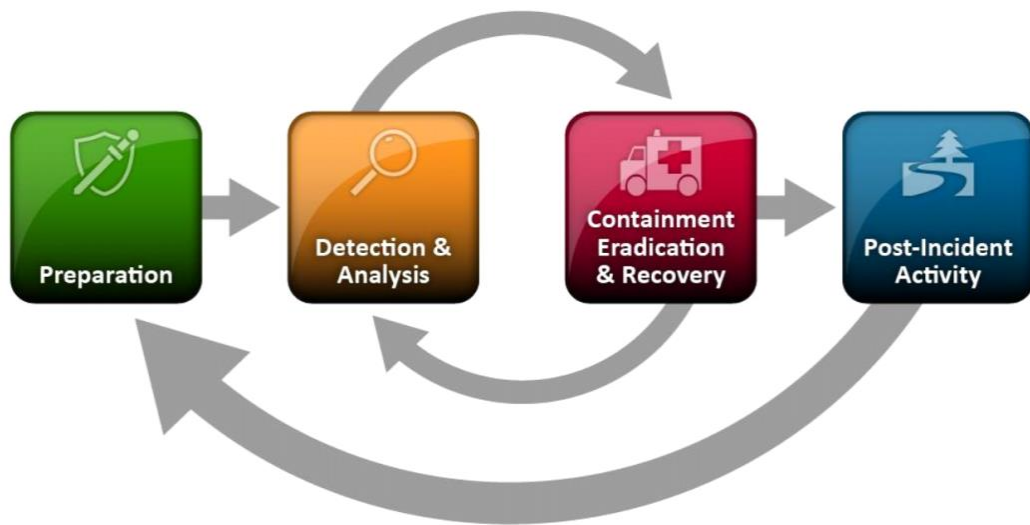 Preparation
Detection &
Analysis
Containment
Eradication
& Recovery
Post-Incident
Activity